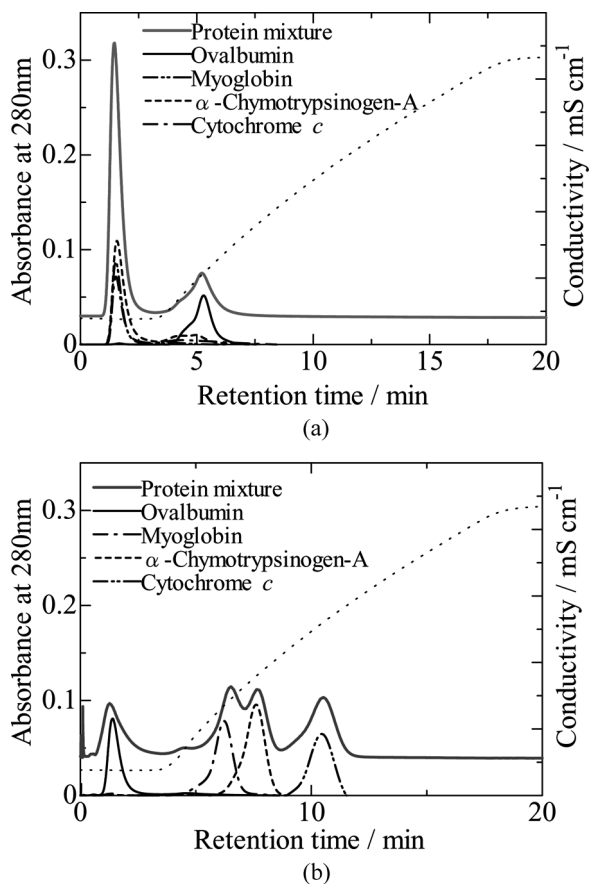 Protein mixture
Ovalbumin
Myoglobin
α-Chymotrypsinogen-A
Cytochrome c
0.3
0.2
0.1
0
Absorbance at 280nm
Conductivity / mS cm⁻¹
0 5 10 15 20
Retention time / min
(a)
Protein mixture
Ovalbumin
Myoglobin
α-Chymotrypsinogen-A
Cytochrome c
0.3
0.2
0.1
0
Absorbance at 280nm
Conductivity / mS cm⁻¹
0 5 10 15 20
Retention time / min
(b)